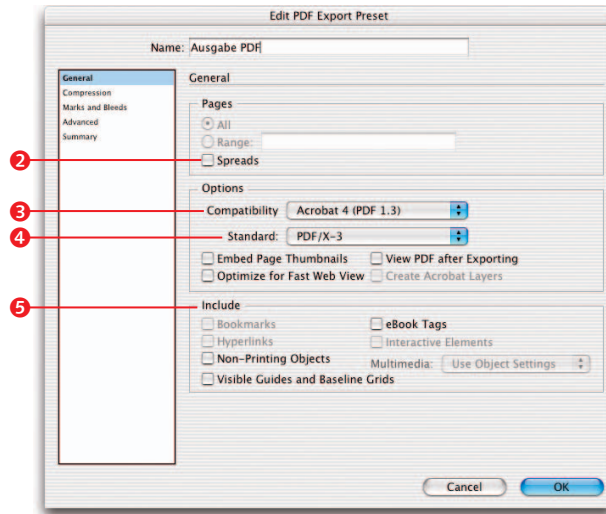 Edit PDF Export Preset
Name: Ausgabe PDF
General
Compression
Marks and Bleeds
Advanced
Summary
General
Pages
All
Range:
2 Spreads
Options
3 Compatibility Acrobat 4 (PDF 1.3)
4 Standard: PDF/X-3
Embed Page Thumbnails View PDF after Exporting
Optimize for Fast Web View Create Acrobat Layers
5 Include
Bookmarks eBook Tags
Hyperlinks Interactive Elements
Non-Printing Objects Multimedia: Use Object Settings
Visible Guides and Baseline Grids
Cancel OK